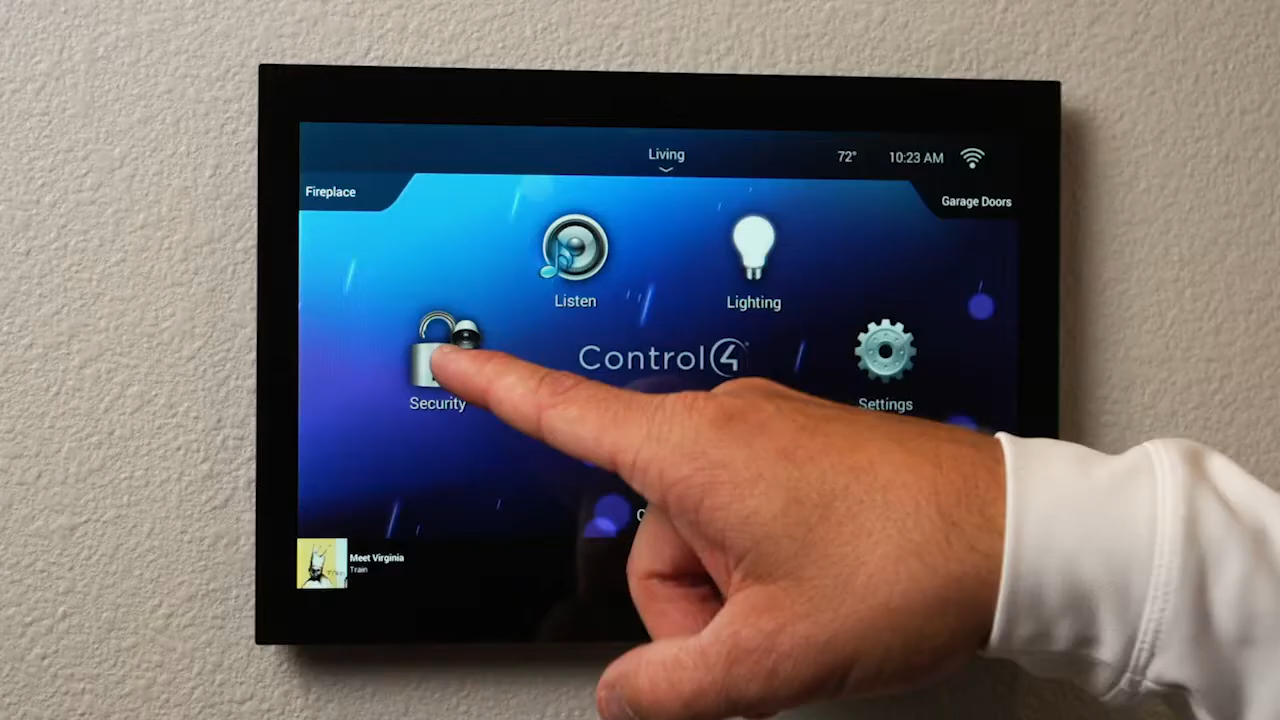 Living
72°
10:23 AM
Fireplace
Garage Doors
Listen
Lighting
Control4
Security
Settings
Meet Virginia
Train